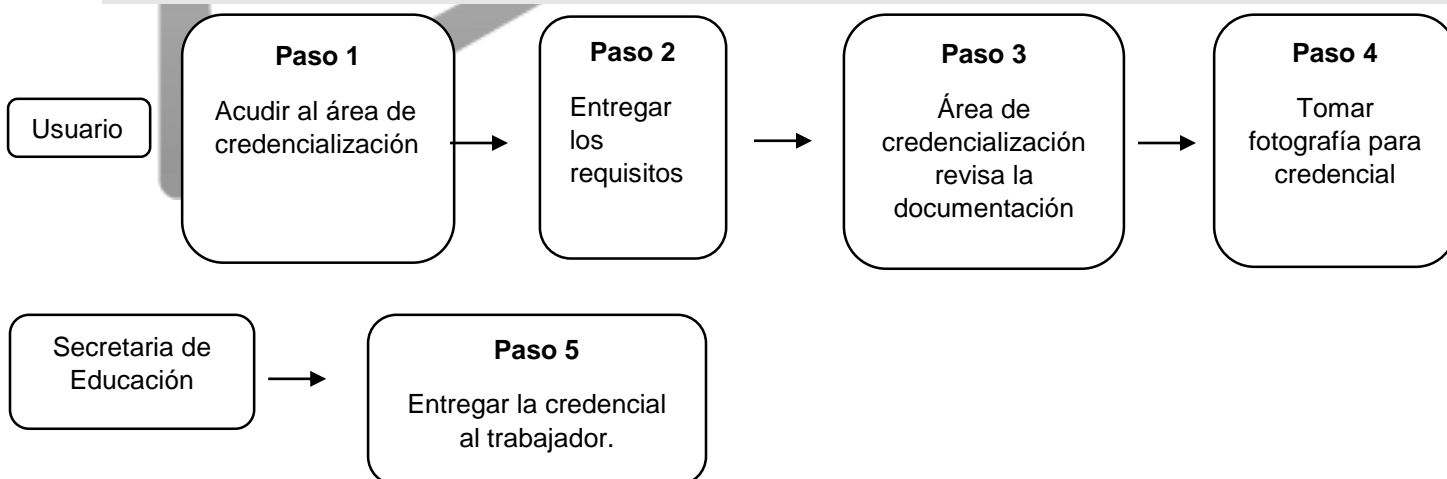 Usuario
Paso 1
Acudir al área de
credencialización
Paso 2
Entregar
los
requisitos
Paso 3
Área de
credencialización
revisa la
documentación
Paso 4
Tomar
fotografía para
credencial
Secretaria de
Educación
Paso 5
Entregar la credencial
al trabajador.